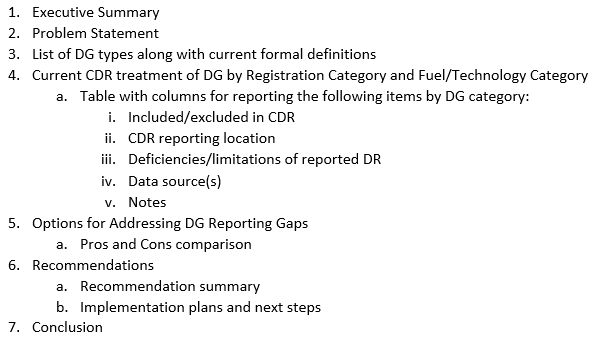 1. Executive Summary
2. Problem Statement
3. List of DG types along with current formal definitions
4. Current CDR treatment of DG by Registration Category and Fuel/Technology Category
a. Table with columns for reporting the following items by DG category:
i. Included/excluded in CDR
ii. CDR reporting location
iii. Deficiencies/limitations of reported DR
iv. Data source(s)
v. Notes
5. Options for Addressing DG Reporting Gaps
a. Pros and Cons comparison
6. Recommendations
a. Recommendation summary
b. Implementation plans and next steps
7. Conclusion